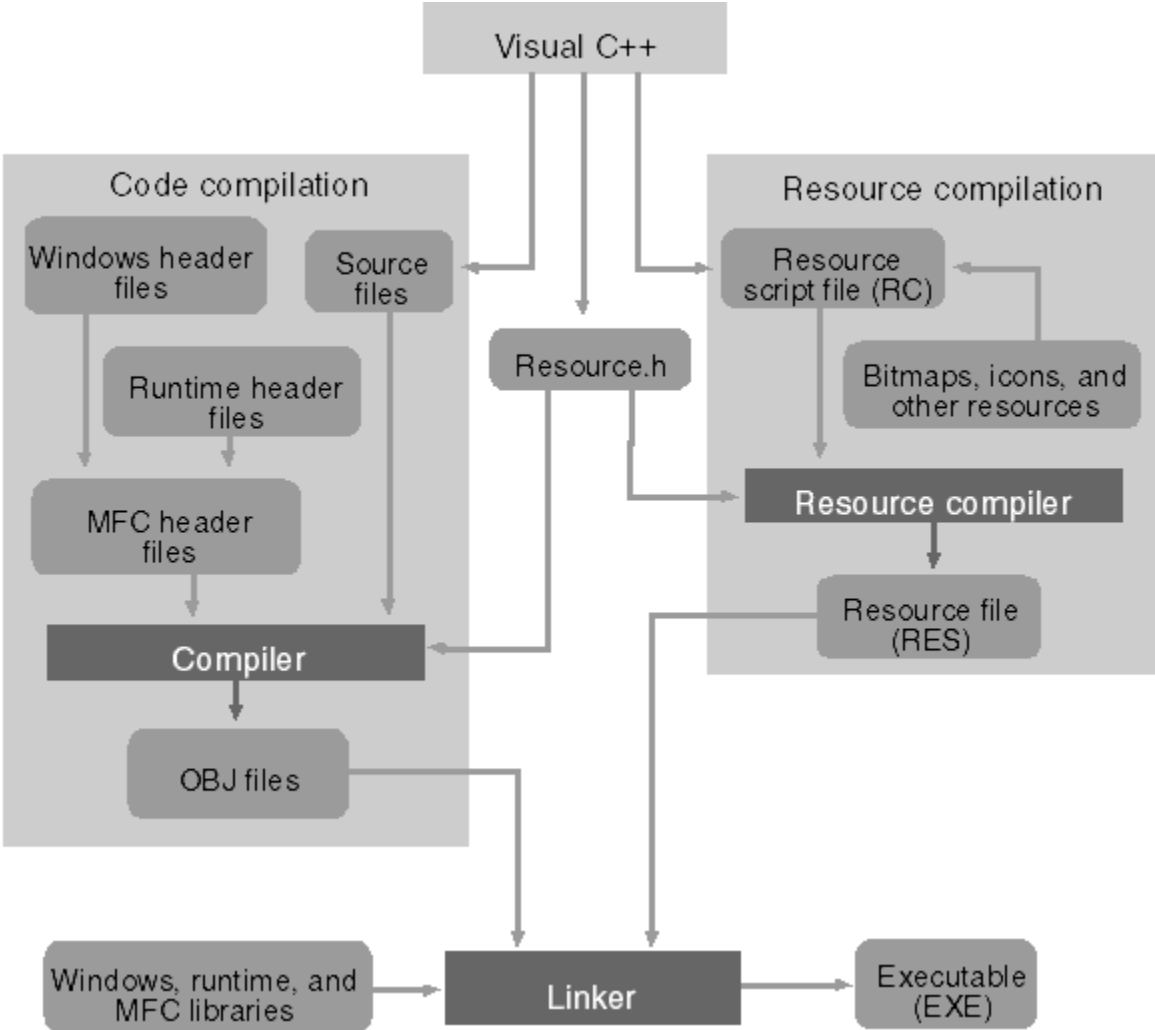 Visual C++
Code compilation
Windows header
files
Source
files
Runtime header
files
MFC header
files
Compiler
OBJ files
Resource.h
Resource compilation
Resource
script file (RC)
Bitmaps, icons, and
other resources
Resource compiler
Resource file
(RES)
Windows, runtime, and
MFC libraries
Linker
Executable
(EXE)